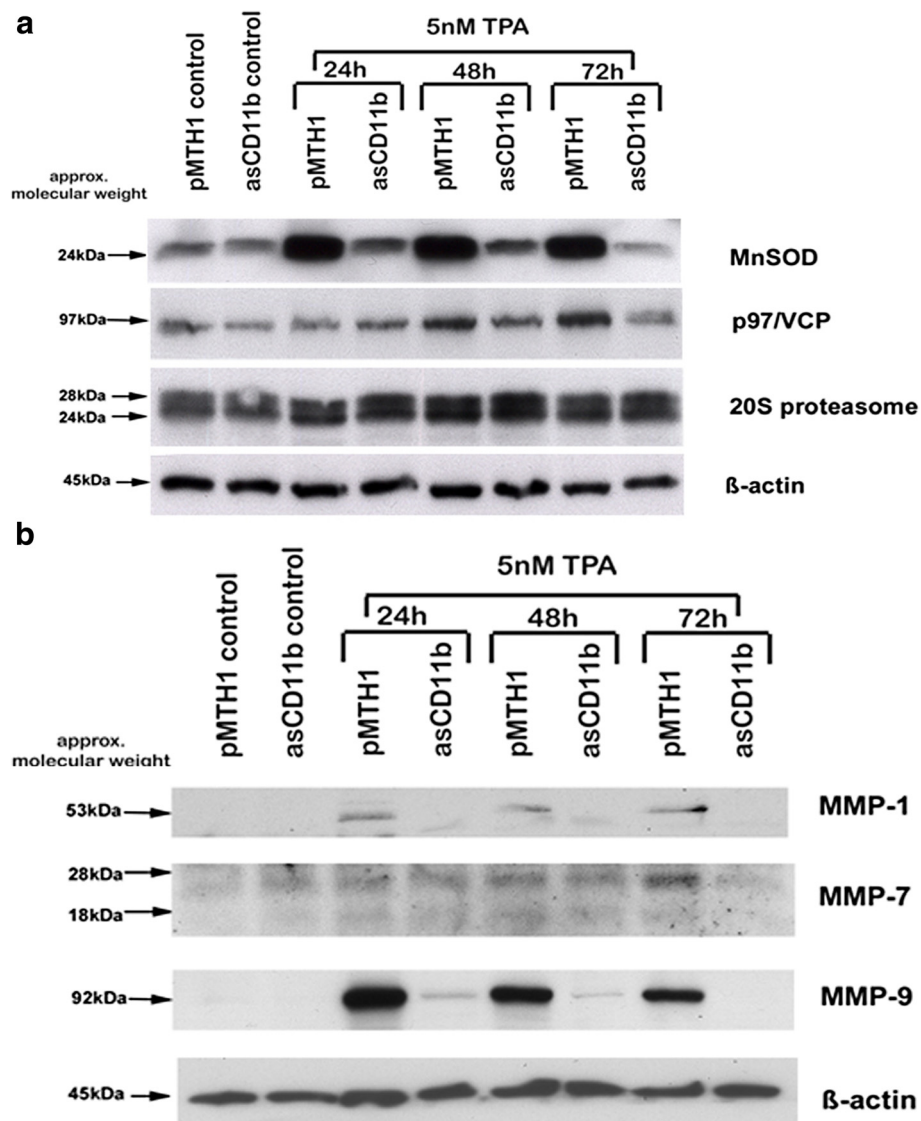 a
5nM TPA
24h 48h 72h
pMTH1 control
asCD11b control
pMTH1
asCD11b
pMTH1
asCD11b
pMTH1
asCD11b
approx.
molecular weight
24kDa
MnSOD
97kDa
p97/VCP
28kDa
24kDa
20S proteasome
45kDa
ß-actin
b
5nM TPA
24h 48h 72h
pMTH1 control
asCD11b control
pMTH1
asCD11b
pMTH1
asCD11b
pMTH1
asCD11b
approx.
molecular weight
53kDa
MMP-1
28kDa
18kDa
MMP-7
92kDa
MMP-9
45kDa
ß-actin